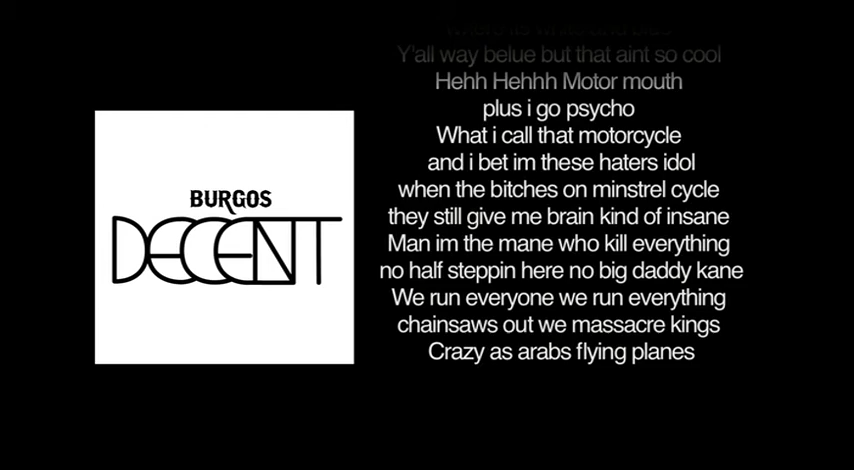 BURGOS
DECENT
Y'all way belue but that aint so cool
Hehh Hehhh Motor mouth
plus i go psycho
What i call that motorcycle
and i bet im these haters idol
when the bitches on minstrel cycle
they still give me brain kind of insane
Man im the mane who kill everything
no half steppin here no big daddy kane
We run everyone we run everything
chainsaws out we massacre kings
Crazy as arabs flying planes